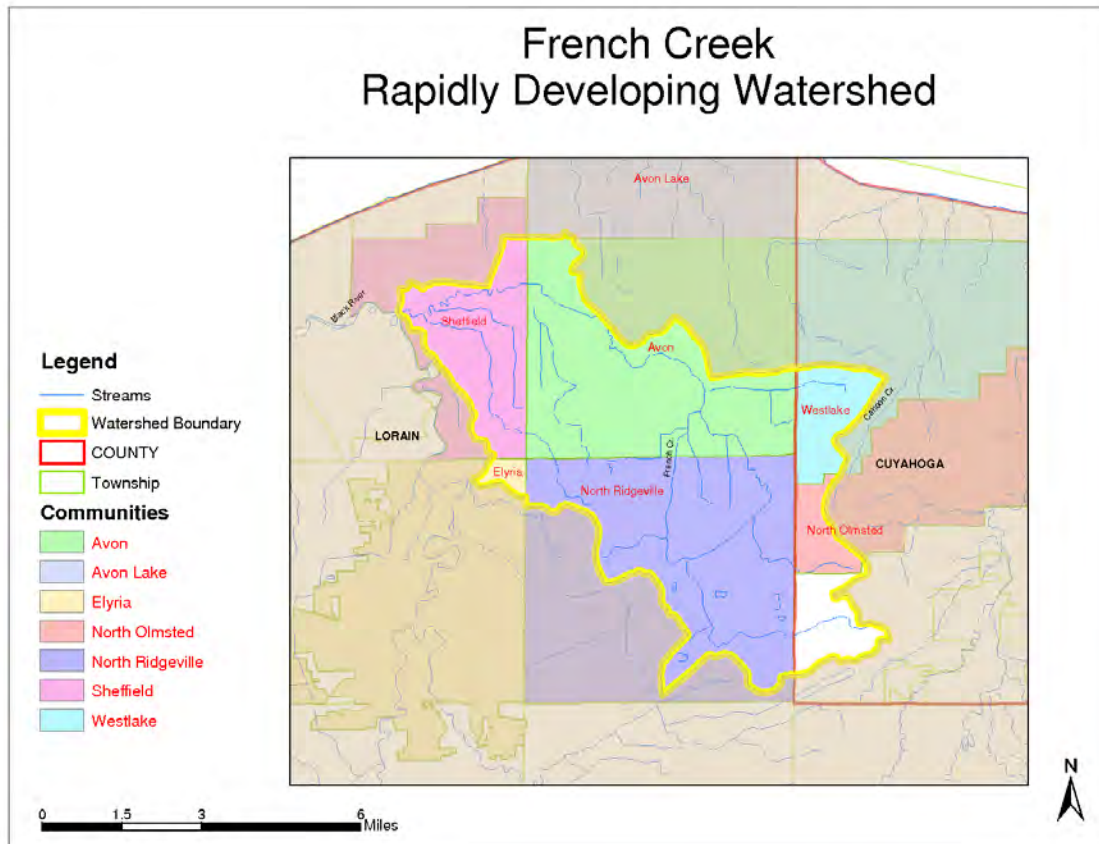 French Creek
Rapidly Developing Watershed
Avon Lake
Black River
Sheffield
Avon
Westlake
Cahoon Cr.
LORAIN
French Cr.
CUYAHOGA
Elyria
North Ridgeville
North Olmsted
Legend
Streams
Watershed Boundary
COUNTY
Township
Communities
Avon
Avon Lake
Elyria
North Olmsted
North Ridgeville
Sheffield
Westlake
0 1.5 3 6
Miles
N